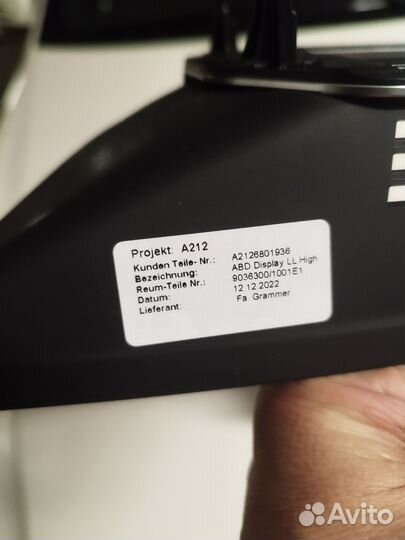 Projekt: A212
Kunden Teile- Nr.: A2126801936
Bezeichnung: ABD Display LL High
Reum-Teile Nr.: 9036300/1001E1
Datum: 12 12 2022
Lieferant: Fa Grammer
Avito